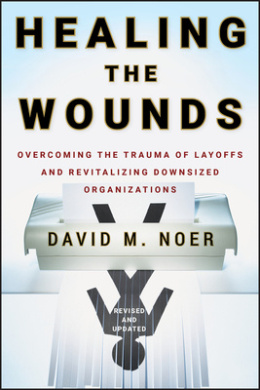 HEALING
THE
WOUNDS
OVERCOMING THE TRAUMA OF LAYOFFS
AND REVITALIZING DOWNSIZED
ORGANIZATIONS
DAVID M. NOER
REVISED
AND
UPDATED